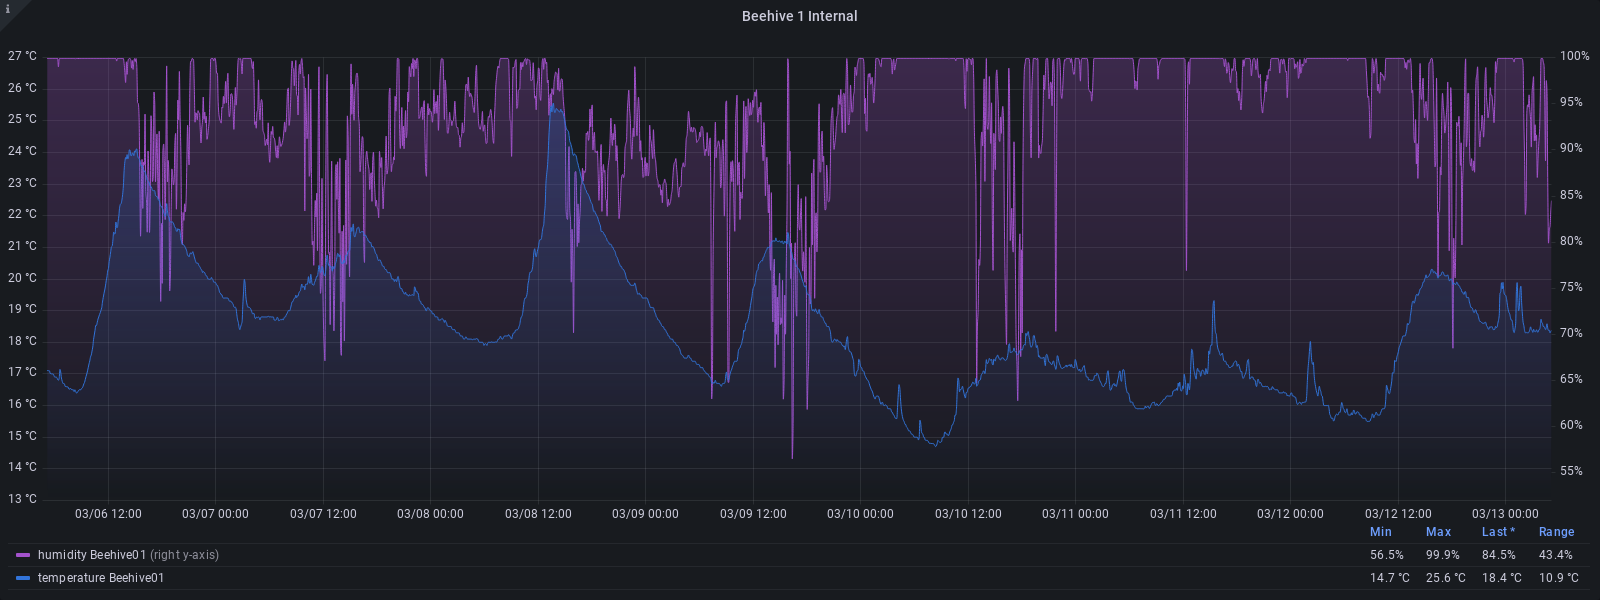 i
Beehive 1 Internal
27 °C
26 °C
25 °C
24 °C
23 °C
22 °C
21 °C
20 °C
19 °C
18 °C
17 °C
16 °C
15 °C
14 °C
13 °C
100%
95%
90%
85%
80%
75%
70%
65%
60%
55%
03/06 12:00 03/07 00:00 03/07 12:00 03/08 00:00 03/08 12:00 03/09 00:00 03/09 12:00 03/10 00:00 03/10 12:00 03/11 00:00 03/11 12:00 03/12 00:00 03/12 12:00 03/13 00:00
Min Max Last * Range
humidity Beehive01 (right y-axis) 56.5% 99.9% 84.5% 43.4%
temperature Beehive01 14.7 °C 25.6 °C 18.4 °C 10.9 °C